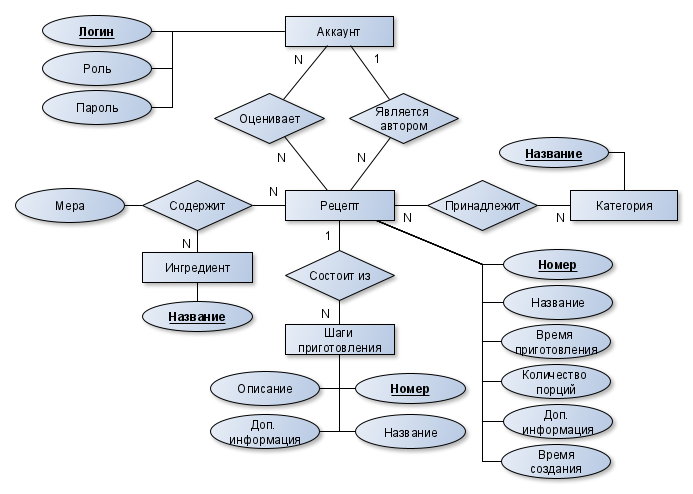 Логин
Аккаунт
Роль
N
1
Пароль
Оценивает
Является
автором
Название
N
N
Мера
Содержит
N
Рецепт
N
Принадлежит
N
Категория
N
1
Ингредиент
Состоит из
Номер
Название
N
Название
Шаги
приготовления
Время
приготовления
Описание
Номер
Количество
порций
Доп.
информация
Название
Доп.
информация
Время
создания